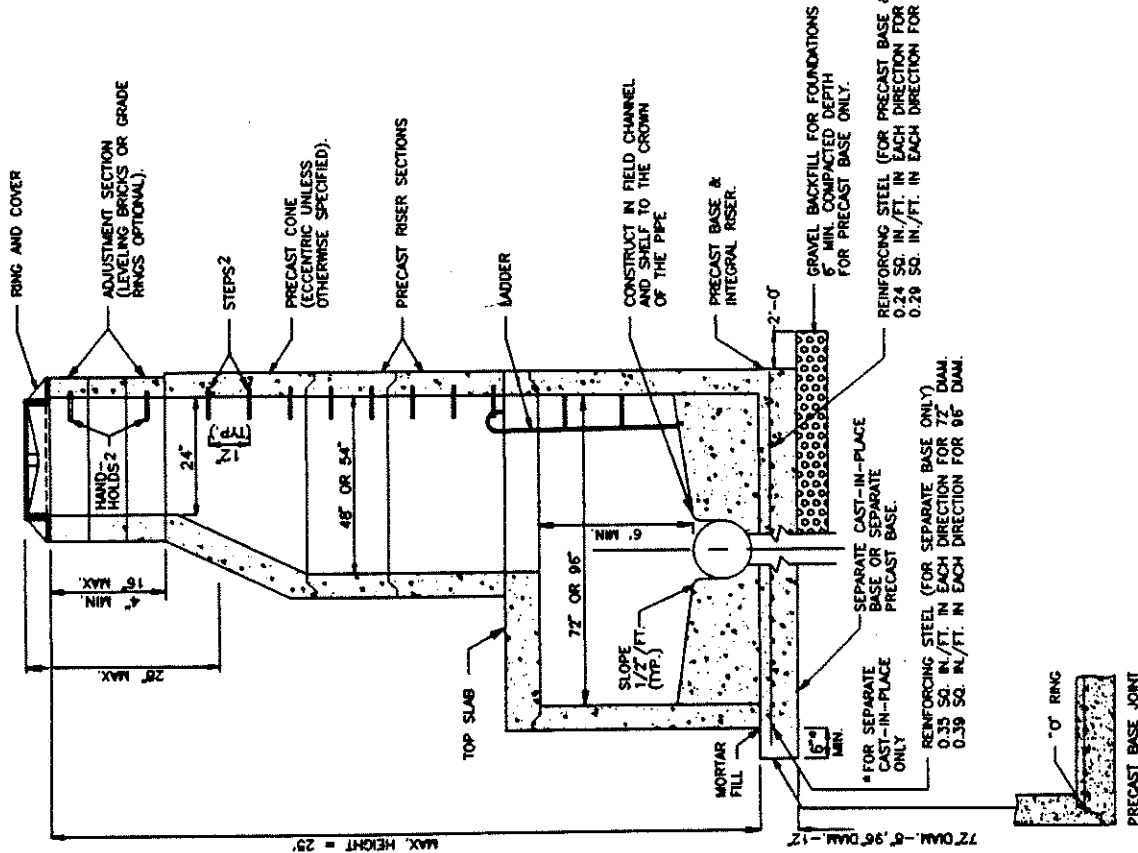 RING AND COVER
ADJUSTMENT SECTION
(LEVELING BRICKS OR GRADE
RINGS OPTIONAL).
STEPS2
PRECAST CONE
(ECCENTRIC UNLESS
OTHERWISE SPECIFIED).
PRECAST RISER SECTIONS
LADDER
CONSTRUCT IN FIELD CHANNEL
AND SHELF TO THE CROWN
OF THE PIPE
PRECAST BASE &
INTEGRAL RISER.
GRAVEL BACKFILL FOR FOUNDATIONS
6" MIN. COMPACTED DEPTH
FOR PRECAST BASE ONLY.
REINFORCING STEEL (FOR PRECAST BASE &
0.24 SQ. IN./FT. IN EACH DIRECTION FOR
0.29 SQ. IN./FT. IN EACH DIRECTION FOR
2'-0"
HAND-
HOLDS2
12"
(TYP.)
24"
48" OR 54"
72" OR 96"
6' MIN.
SLOPE
1/2"/FT.
(TYP.)
4" MIN.
16" MAX.
28" MAX.
MAX. HEIGHT = 25'
TOP SLAB
MORTAR
FILL
6"*
MIN.
72" DIAM.-8", 96" DIAM.-12"
*FOR SEPARATE
CAST-IN-PLACE
ONLY
SEPARATE CAST-IN-PLACE
BASE OR SEPARATE
PRECAST BASE.
REINFORCING STEEL (FOR SEPARATE BASE ONLY)
0.35 SQ. IN./FT. IN EACH DIRECTION FOR 72" DIAM.
0.39 SQ. IN./FT. IN EACH DIRECTION FOR 96" DIAM.
"O" RING
PRECAST BASE JOINT